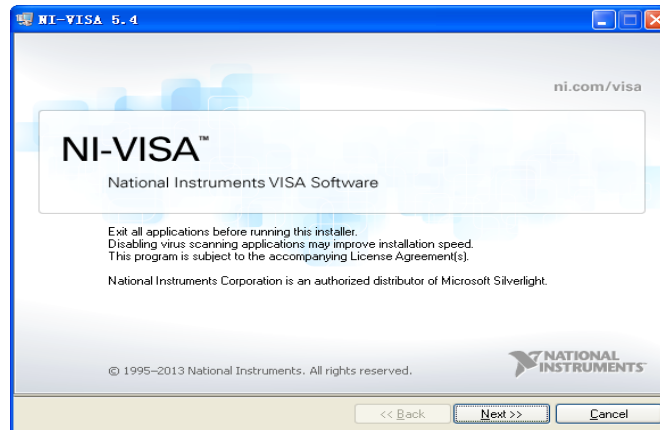 NI-VISA 5.4
ni.com/visa
NI-VISA™
National Instruments VISA Software
Exit all applications before running this installer.
Disabling virus scanning applications may improve installation speed.
This program is subject to the accompanying License Agreement(s).
National Instruments Corporation is an authorized distributor of Microsoft Silverlight.
© 1995–2013 National Instruments. All rights reserved.
NATIONAL
INSTRUMENTS™
<< Back Next >> Cancel